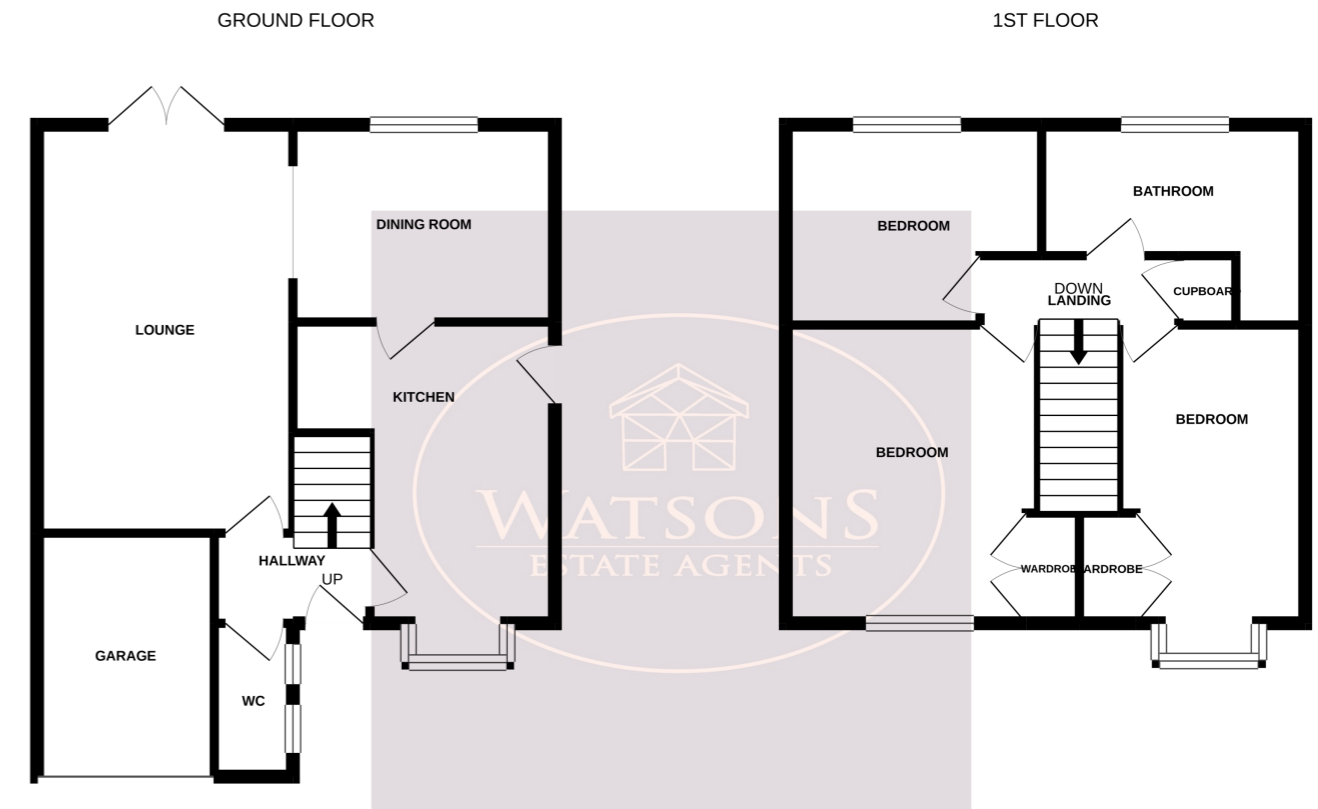 GROUND FLOOR
1ST FLOOR
BATHROOM
DINING ROOM
BEDROOM
DOWN
LANDING
CUPBOARD
LOUNGE
KITCHEN
BEDROOM
BEDROOM
WATSONS
ESTATE AGENTS
HALLWAY
UP
WARDROBE
WARDROBE
GARAGE
WC